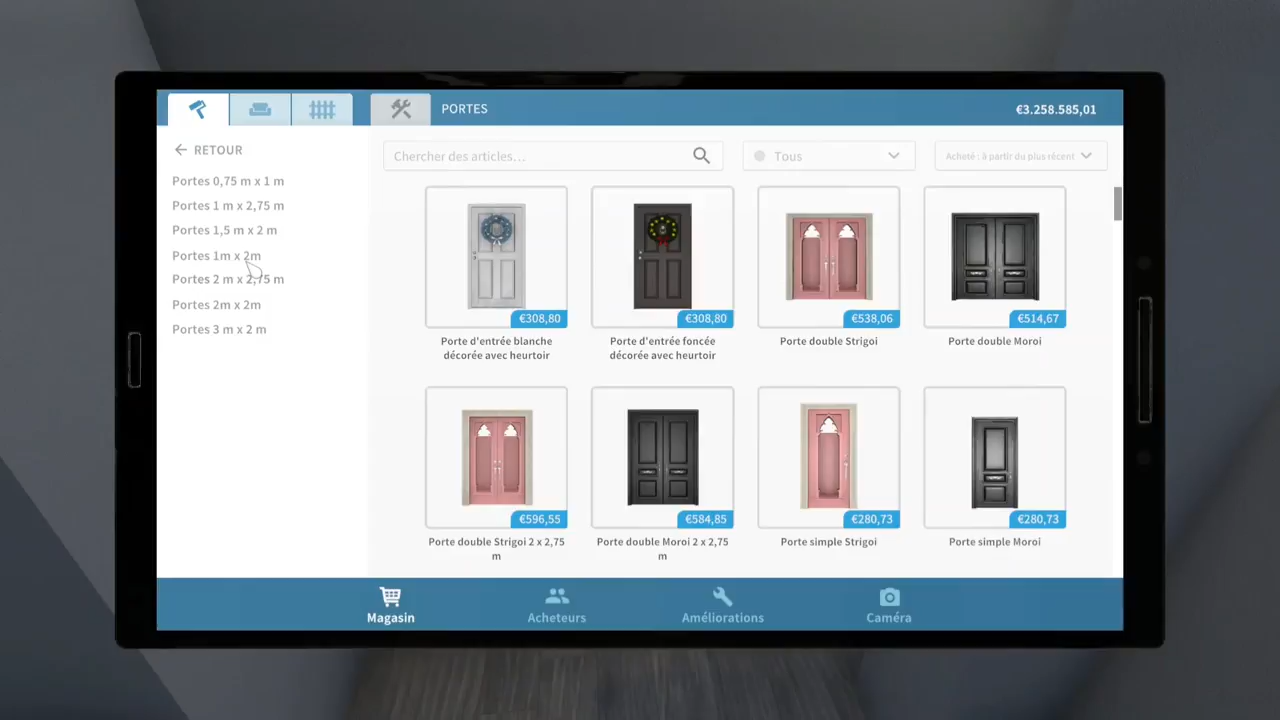 PORTES
€3.258.585,01
RETOUR
Portes 0,75 m x 1 m
Portes 1 m x 2,75 m
Portes 1,5 m x 2 m
Portes 1m x 2m
Portes 2 m x 2,75 m
Portes 2m x 2m
Portes 3 m x 2 m
Chercher des articles...
Tous
Acheté : à partir du plus récent
€308,80
€308,80
€538,06
€514,67
Porte d'entrée blanche
décorée avec heurtoir
Porte d'entrée foncée
décorée avec heurtoir
Porte double Strigoi
Porte double Moroi
€596,55
€584,85
€280,73
€280,73
Porte double Strigoi 2 x 2,75
m
Porte double Moroi 2 x 2,75
m
Porte simple Strigoi
Porte simple Moroi
Magasin
Acheteurs
Améliorations
Caméra